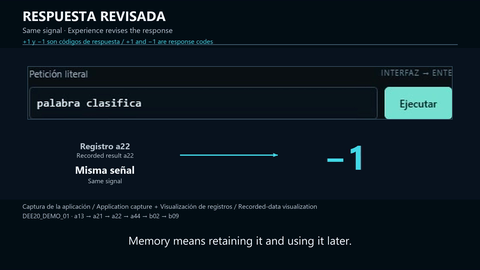 RESPUESTA REVISADA
Same signal · Experience revises the response
+1 y −1 son códigos de respuesta / +1 and −1 are response codes
Petición literal
INTERFAZ → ENTE
palabra clasifica
Ejecutar
Registro a22
Recorded result a22
Misma señal
Same signal
−1
Captura de la aplicación / Application capture + Visualización de registros / Recorded-data visualization
DEE20_DEMO_01 · a13 → a21 → a22 → a44 → b02 → b09
Memory means retaining it and using it later.